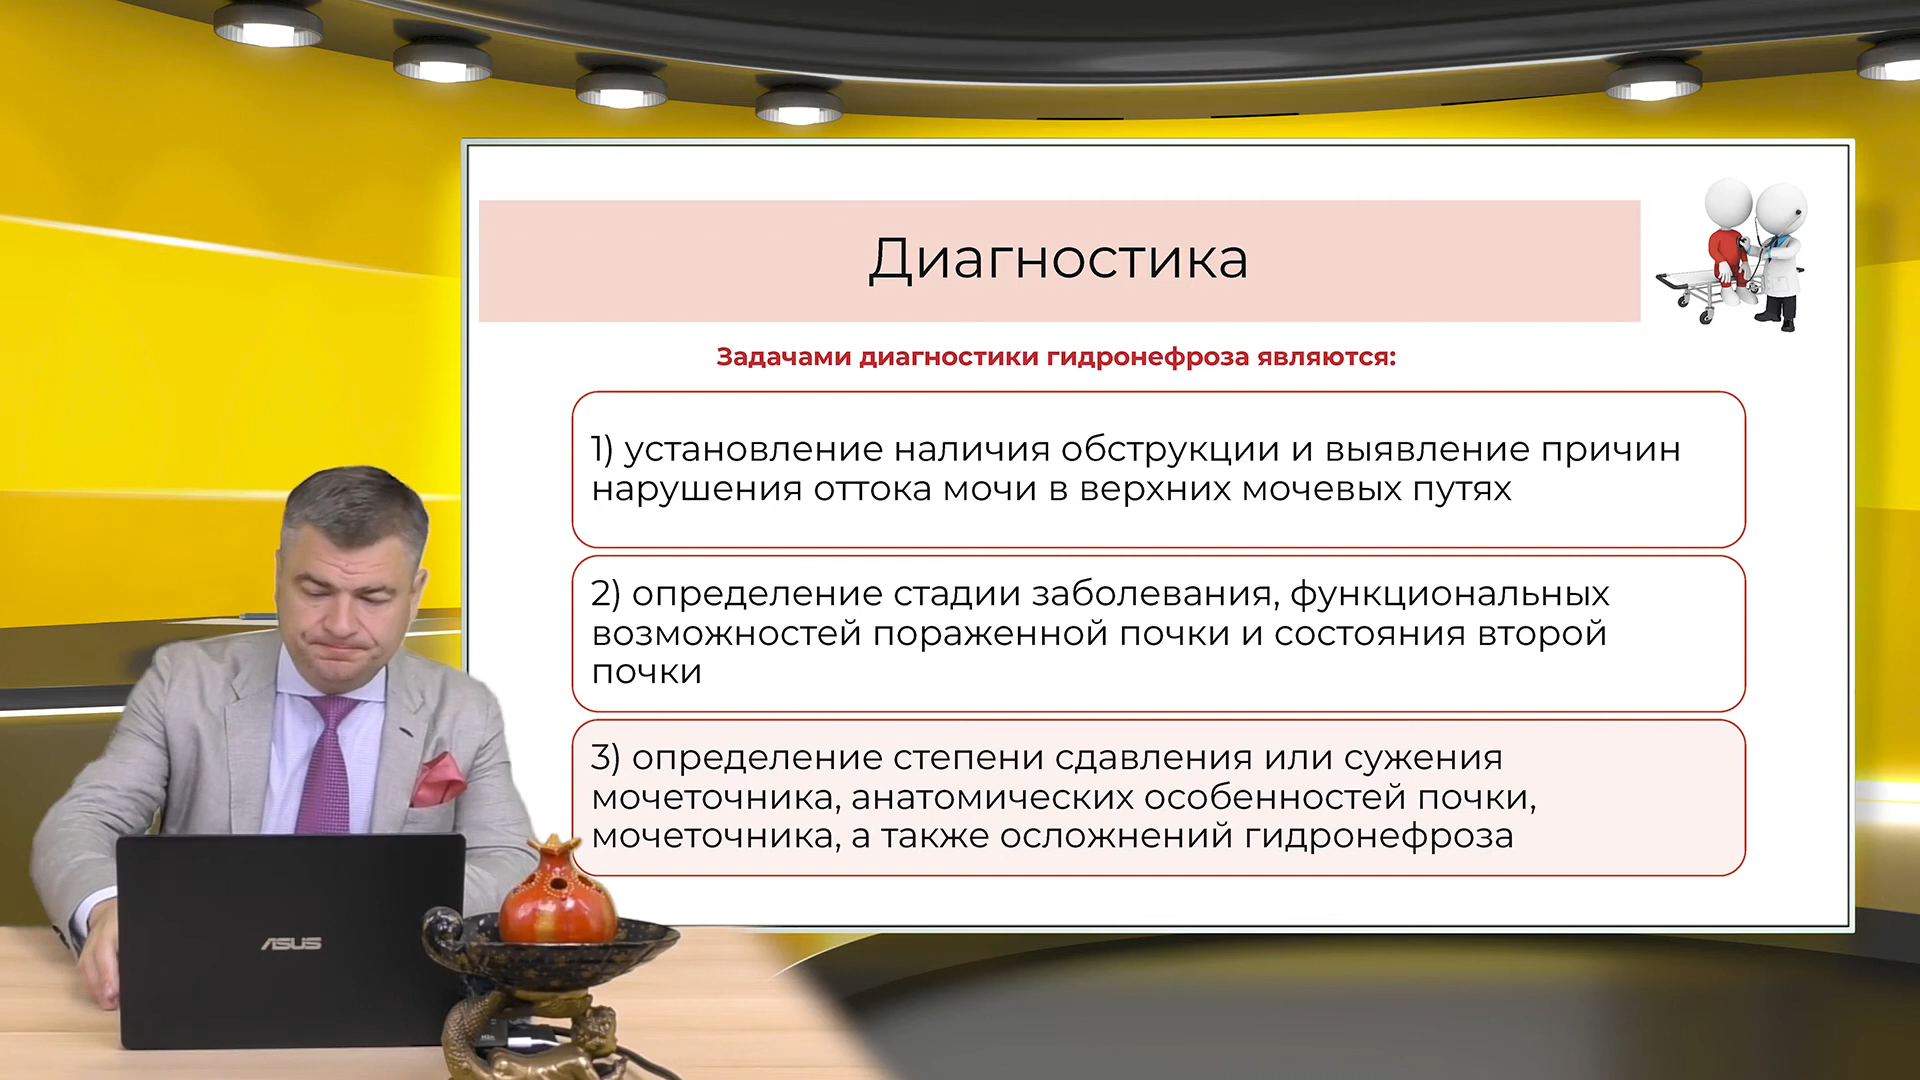 Диагностика
Задачами диагностики гидронефроза являются:
1) установление наличия обструкции и выявление причин
нарушения оттока мочи в верхних мочевых путях
2) определение стадии заболевания, функциональных
возможностей пораженной почки и состояния второй
почки
3) определение степени сдавления или сужения
мочеточника, анатомических особенностей почки,
мочеточника, а также осложнений гидронефроза
ASUS